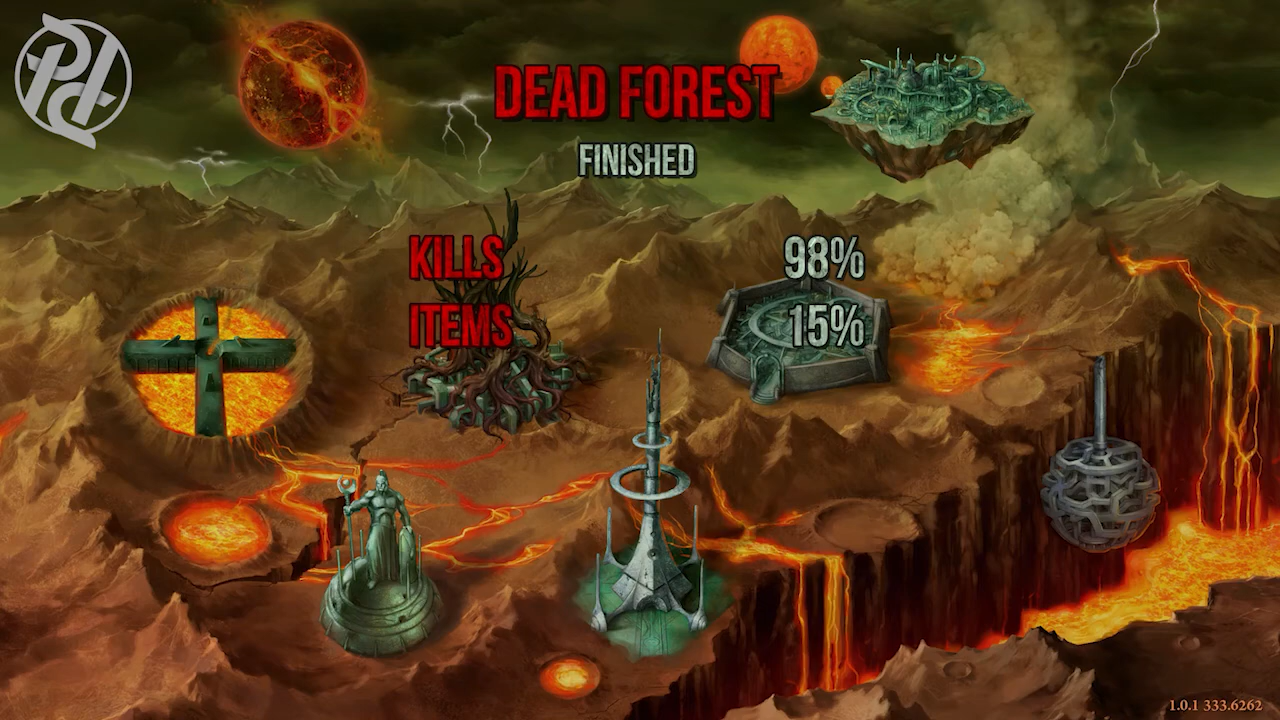 DEAD FOREST
FINISHED
KILLS 98%
ITEMS 15%
1.0.1 333.6262